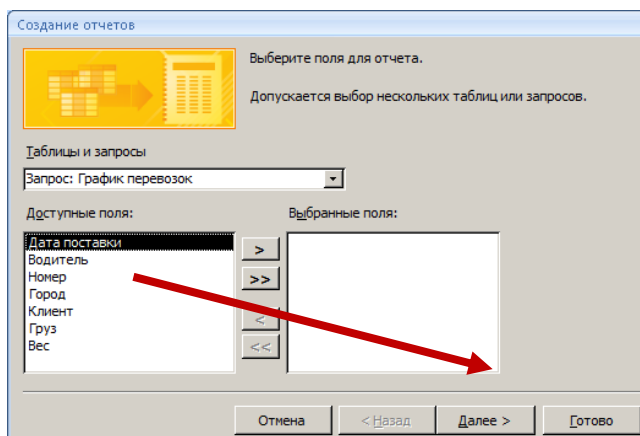 Создание отчетов
Выберите поля для отчета.
Допускается выбор нескольких таблиц или запросов.
Таблицы и запросы
Запрос: График перевозок
Доступные поля:
Выбранные поля:
Дата поставки
Водитель
Номер
Город
Клиент
Груз
Вес
>
>>
<
<<
Отмена
< Назад
Далее >
Готово